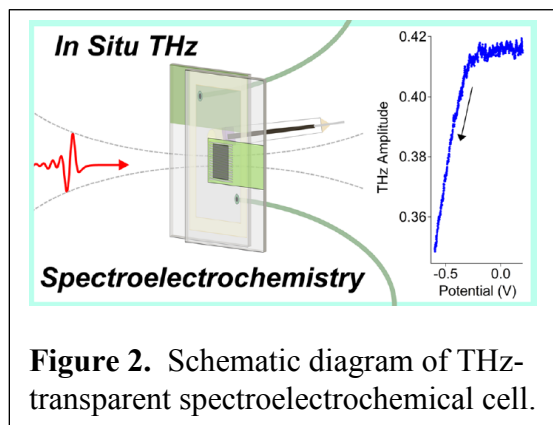 In Situ THz
Spectroelectrochemistry
THz Amplitude
0.42
0.40
0.38
0.36
-0.5 0.0
Potential (V)
Figure 2. Schematic diagram of THz-
transparent spectroelectrochemical cell.